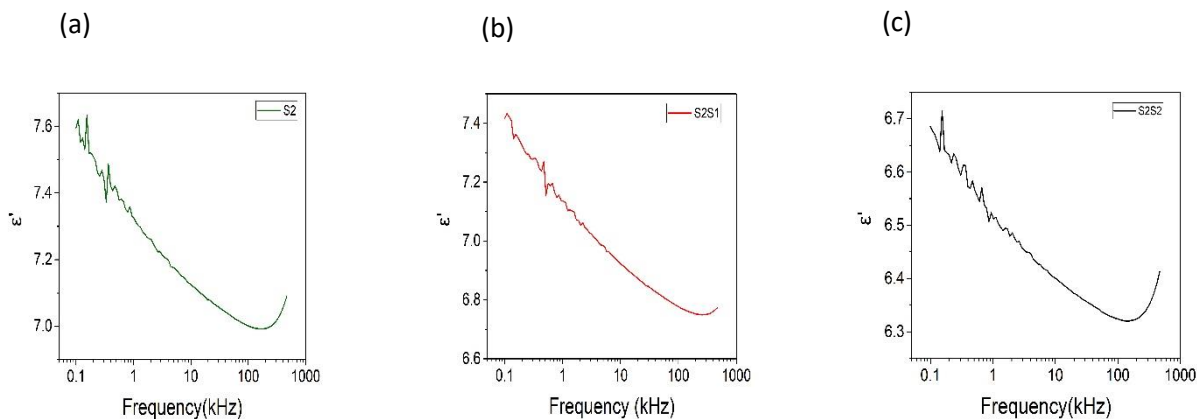 (a)
(b)
(c)
S2
7.6
7.4
7.2
7.0
ε'
0.1 1 10 100 1000
Frequency(kHz)
S2S1
7.4
7.2
7.0
6.8
6.6
ε'
0.1 1 10 100 1000
Frequency (kHz)
S2S2
6.7
6.6
6.5
6.4
6.3
ε'
0.1 1 10 100 1000
Frequency(kHz)